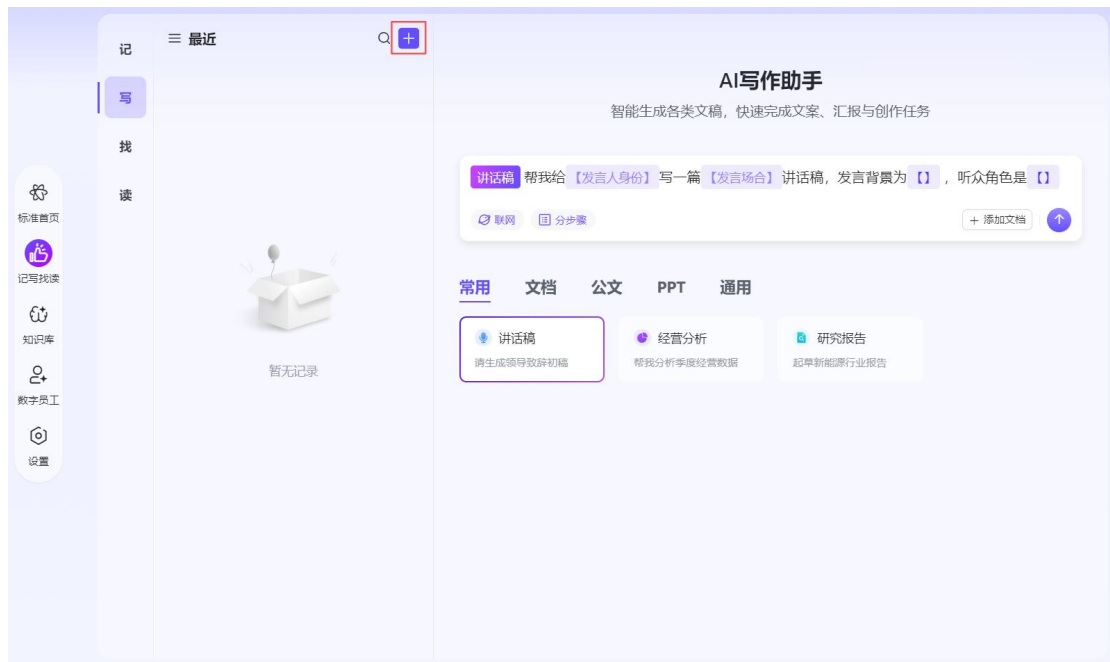 标准首页
记写找读
知识库
数字员工
设置
记
写
找
读
最近
暂无记录
AI写作助手
智能生成各类文稿，快速完成文案、汇报与创作任务
讲话稿 帮我给【发言人身份】写一篇【发言场合】讲话稿，发言背景为【】，听众角色是【】
联网 分步骤 + 添加文档
常用 文档 公文 PPT 通用
讲话稿 经营分析 研究报告
请生成领导致辞初稿 帮我分析季度经营数据 起草新能源行业报告